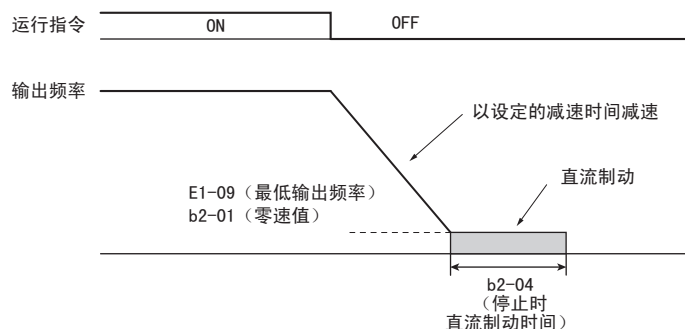 运行指令
ON
OFF
输出频率
以设定的减速时间减速
E1-09（最低输出频率）
b2-01（零速值）
直流制动
b2-04
（停止时
直流制动时间）